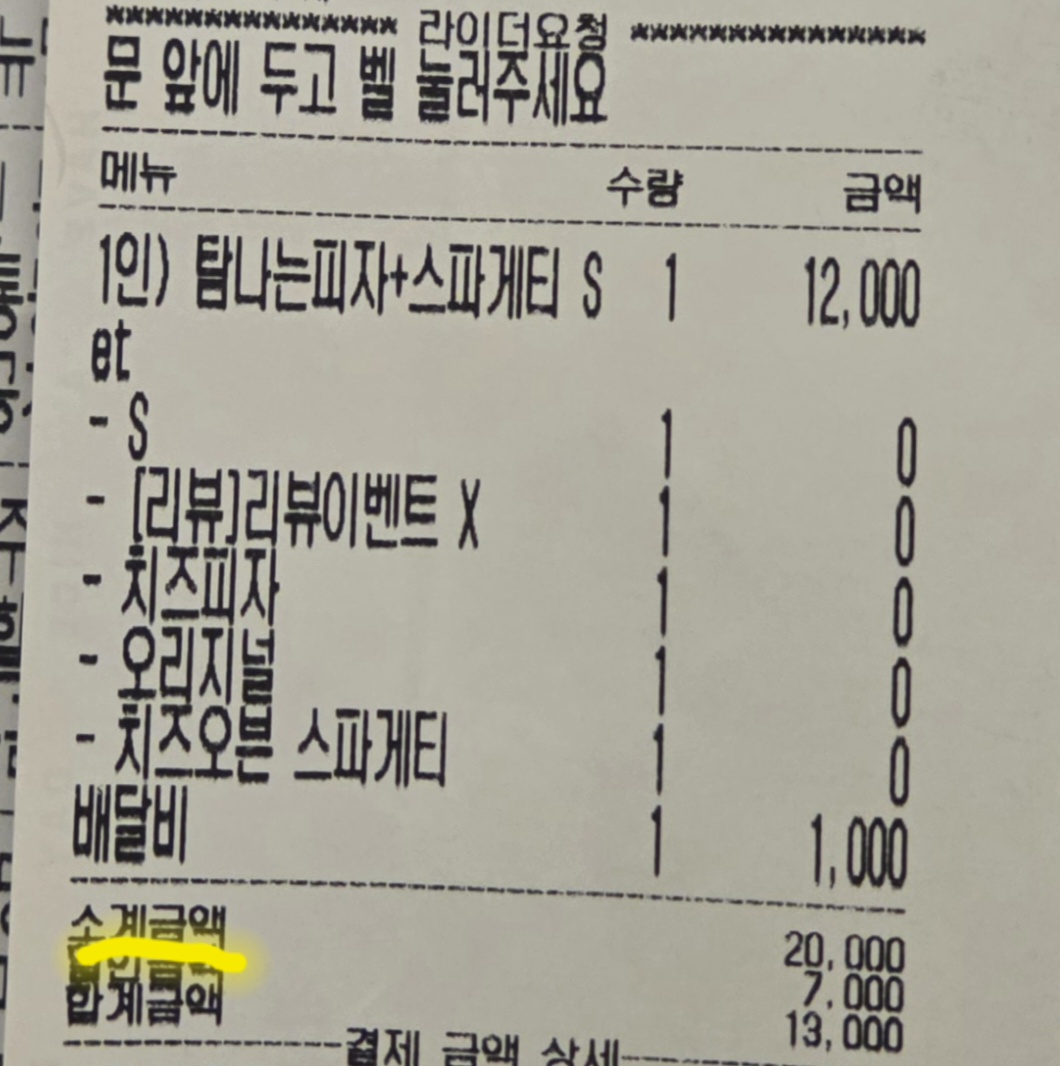 *************** 라이더요청 ***************
문 앞에 두고 벨 눌러주세요
메뉴 수량 금액
1인) 탐나는피자+스파게티 S 1 12,000
et
- S 1 0
- [리뷰]리뷰이벤트 X 1 0
- 치즈피자 1 0
- 오리지널 1 0
- 치즈오븐 스파게티 1 0
배달비 1 1,000
소계금액 20,000
7,000
합계금액 13,000
결제 금액 상세